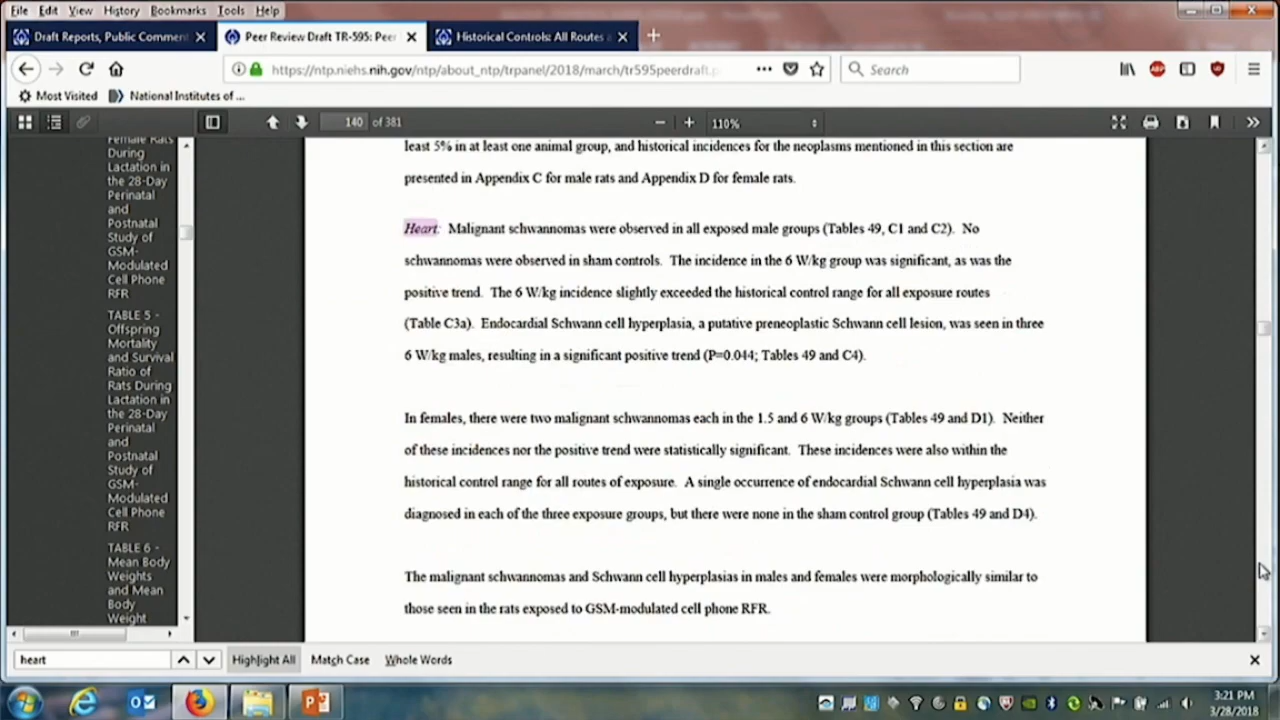 File Edit View History Bookmarks Tools Help
Draft Reports, Public Comment
Peer Review Draft TR-595: Peer
Historical Controls: All Routes
https://ntp.niehs.nih.gov/ntp/about_ntp/trpanel/2018/march/tr595peerdraft.p
Search
Most Visited
National Institutes of ...
140 of 381
110%
Female Rats
During
Lactation in
the 28-Day
Perinatal
and
Postnatal
Study of
GSM-
Modulated
Cell Phone
RFR
TABLE 5 -
Offspring
Mortality
and Survival
Ratio of
Rats During
Lactation in
the 28-Day
Perinatal
and
Postnatal
Study of
GSM-
Modulated
Cell Phone
RFR
TABLE 6 -
Mean Body
Weights
and Mean
Body
Weight
least 5% in at least one animal group, and historical incidences for the neoplasms mentioned in this section are
presented in Appendix C for male rats and Appendix D for female rats.
Heart: Malignant schwannomas were observed in all exposed male groups (Tables 49, C1 and C2). No
schwannomas were observed in sham controls. The incidence in the 6 W/kg group was significant, as was the
positive trend. The 6 W/kg incidence slightly exceeded the historical control range for all exposure routes
(Table C3a). Endocardial Schwann cell hyperplasia, a putative preneoplastic Schwann cell lesion, was seen in three
6 W/kg males, resulting in a significant positive trend (P=0.044; Tables 49 and C4).
In females, there were two malignant schwannomas each in the 1.5 and 6 W/kg groups (Tables 49 and D1). Neither
of these incidences nor the positive trend were statistically significant. These incidences were also within the
historical control range for all routes of exposure. A single occurrence of endocardial Schwann cell hyperplasia was
diagnosed in each of the three exposure groups, but there were none in the sham control group (Tables 49 and D4).
The malignant schwannomas and Schwann cell hyperplasias in males and females were morphologically similar to
those seen in the rats exposed to GSM-modulated cell phone RFR.
heart
Highlight All Match Case Whole Words
3:21 PM
3/28/2018